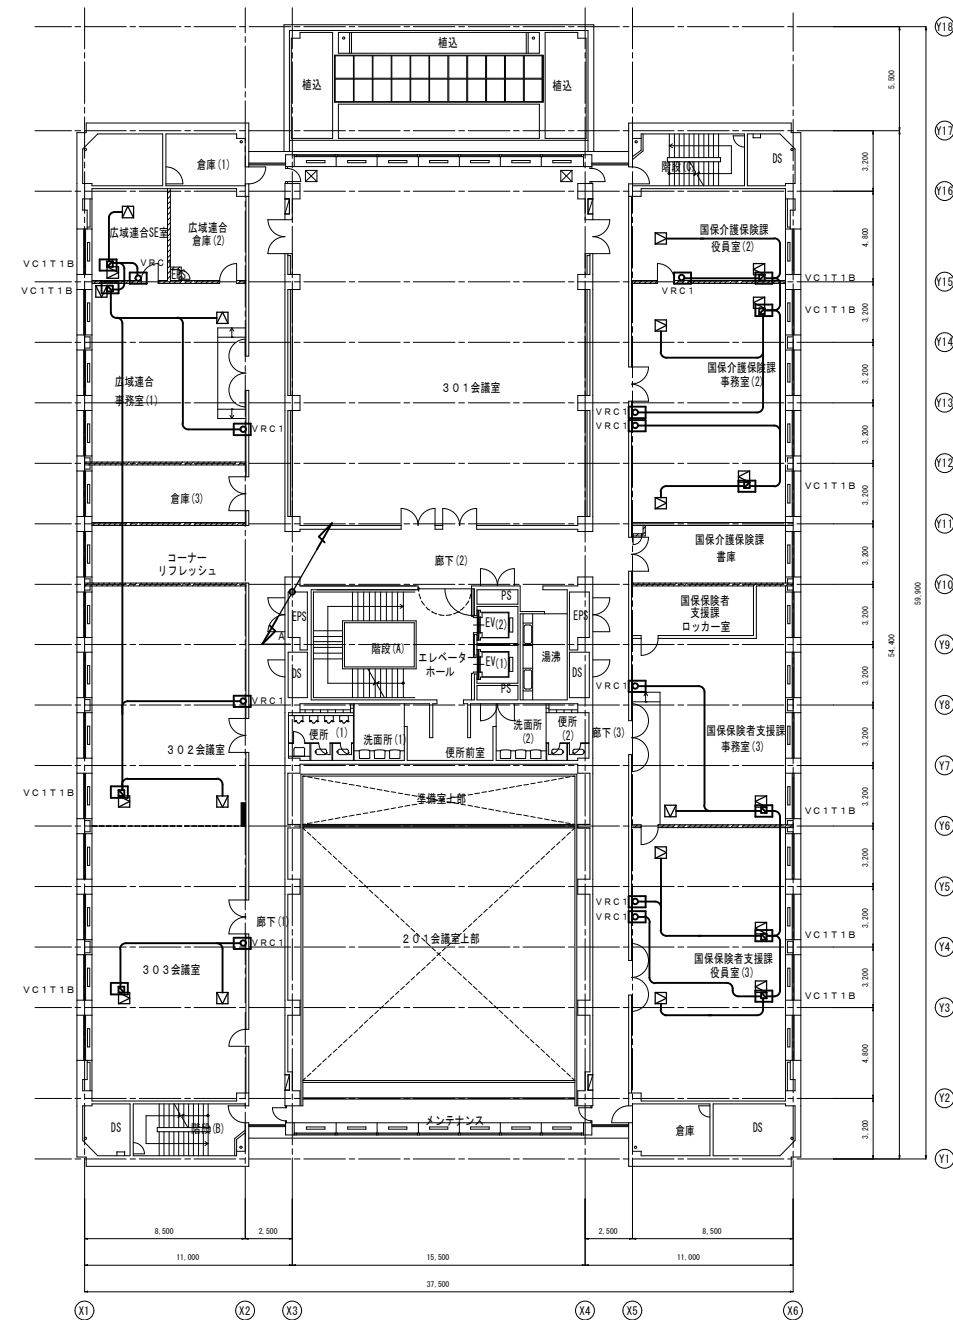 Y18
植込
植込
植込
5,500
Y17
倉庫(1)
階段(C)
DS
3,200
Y16
広域連合SE室
広域連合
倉庫(2)
国保介護保険課
役員室(2)
4,800
VC1T1B
VRC1
VC1T1B
Y15
VC1T1B
VRC1
VC1T1B
3,200
Y14
広域連合
事務室(1)
301会議室
国保介護保険課
事務室(2)
3,200
Y13
VRC1
VRC1
VRC1
3,200
Y12
倉庫(3)
VC1T1B
3,200
Y11
コーナー
リフレッシュ
廊下(2)
国保介護保険課
書庫
3,200
Y10
59,900
54,400
EPS
PS
EV(2)
EPS
国保保険者
支援課
ロッカー室
3,200
A
階段(A)
エレベーター
ホール
EV(1)
湯沸
Y9
DS
PS
DS
VRC1
3,200
VRC1
Y8
302会議室
便所
(1)
洗面所(1)
便所前室
洗面所
(2)
便所
(2)
廊下(3)
国保保険者支援課
事務室(3)
3,200
Y7
VC1T1B
準備室上部
VC1T1B
3,200
Y6
3,200
Y5
VRC1
VRC1
廊下(1)
3,200
VRC1
201会議室上部
VC1T1B
Y4
303会議室
国保保険者支援課
役員室(3)
3,200
VC1T1B
VC1T1B
Y3
4,800
Y2
メンテナンス
DS
階段(B)
倉庫
DS
3,200
Y1
8,500
2,500
2,500
8,500
11,000
15,500
11,000
37,500
X1
X2
X3
X4
X5
X6